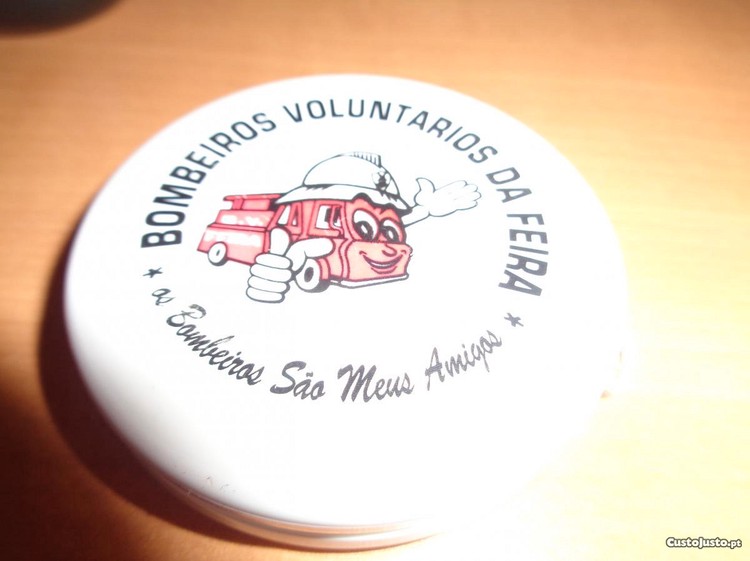 BOMBEIROS VOLUNTARIOS DA FEIRA
* os Bombeiros São Meus Amigos *
CustoJusto.pt